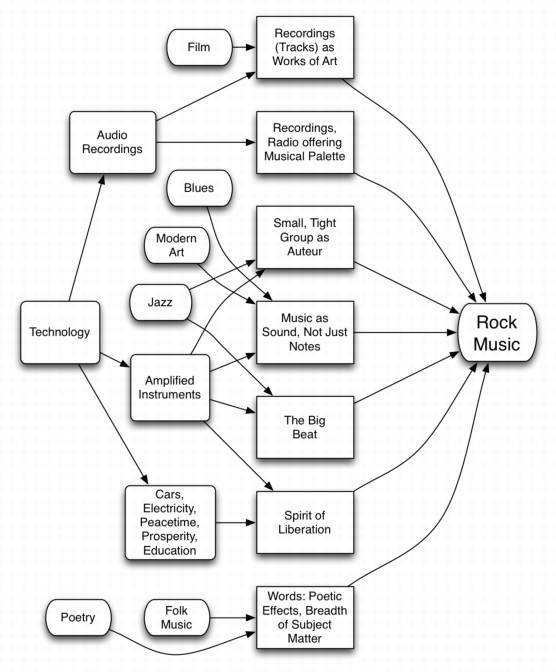 Film
Recordings
(Tracks) as
Works of Art
Audio
Recordings
Recordings,
Radio offering
Musical Palette
Blues
Modern
Art
Small, Tight
Group as
Auteur
Jazz
Technology
Music as
Sound, Not Just
Notes
Rock
Music
Amplified
Instruments
The Big
Beat
Cars,
Electricity,
Peacetime,
Prosperity,
Education
Spirit of
Liberation
Poetry
Folk
Music
Words: Poetic
Effects, Breadth
of Subject
Matter